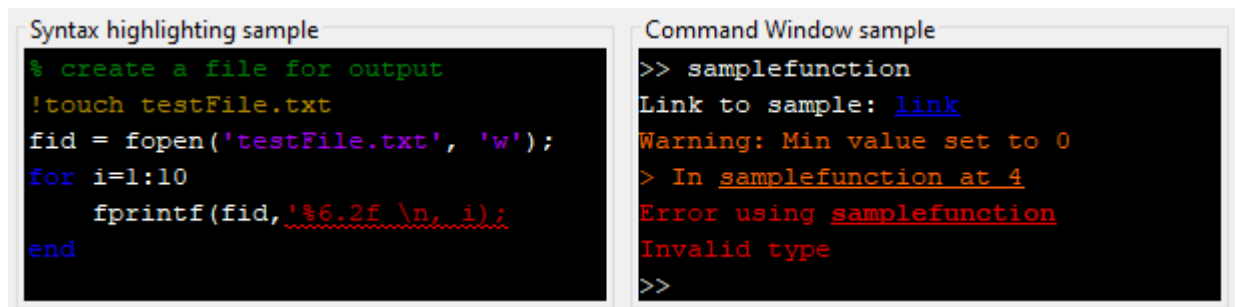 Syntax highlighting sample
% create a file for output
!touch testFile.txt
fid = fopen('testFile.txt', 'w');
for i=1:10
    fprintf(fid,'%6.2f \n, i);
end
Command Window sample
>> samplefunction
Link to sample: link
Warning: Min value set to 0
> In samplefunction at 4
Error using samplefunction
Invalid type
>>